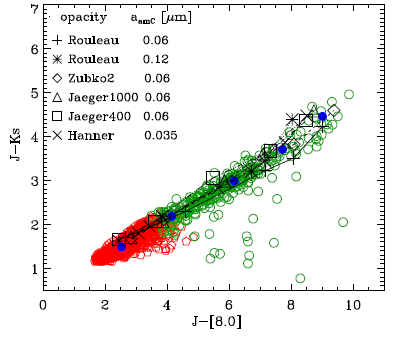 opacity a_amC [μm]
Rouleau 0.06
Rouleau 0.12
Zubko2 0.06
Jaeger1000 0.06
Jaeger400 0.06
Hanner 0.035
7
6
5
4
3
2
1
J-Ks
0 2 4 6 8 10
J-[8.0]